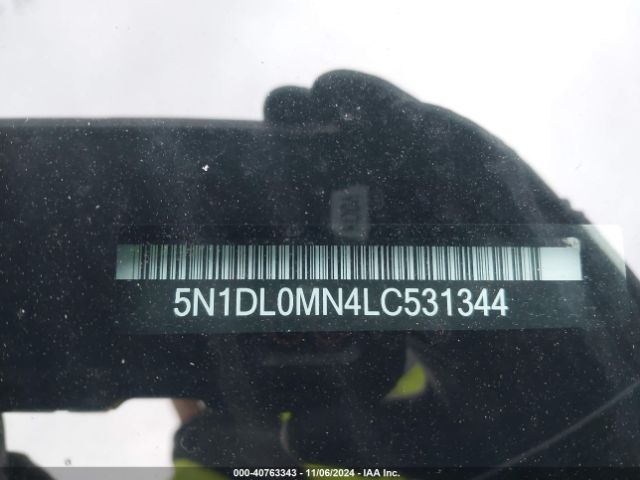 5N1DL0MN4LC531344
000-40763343 - 11/06/2024 - IAA Inc.